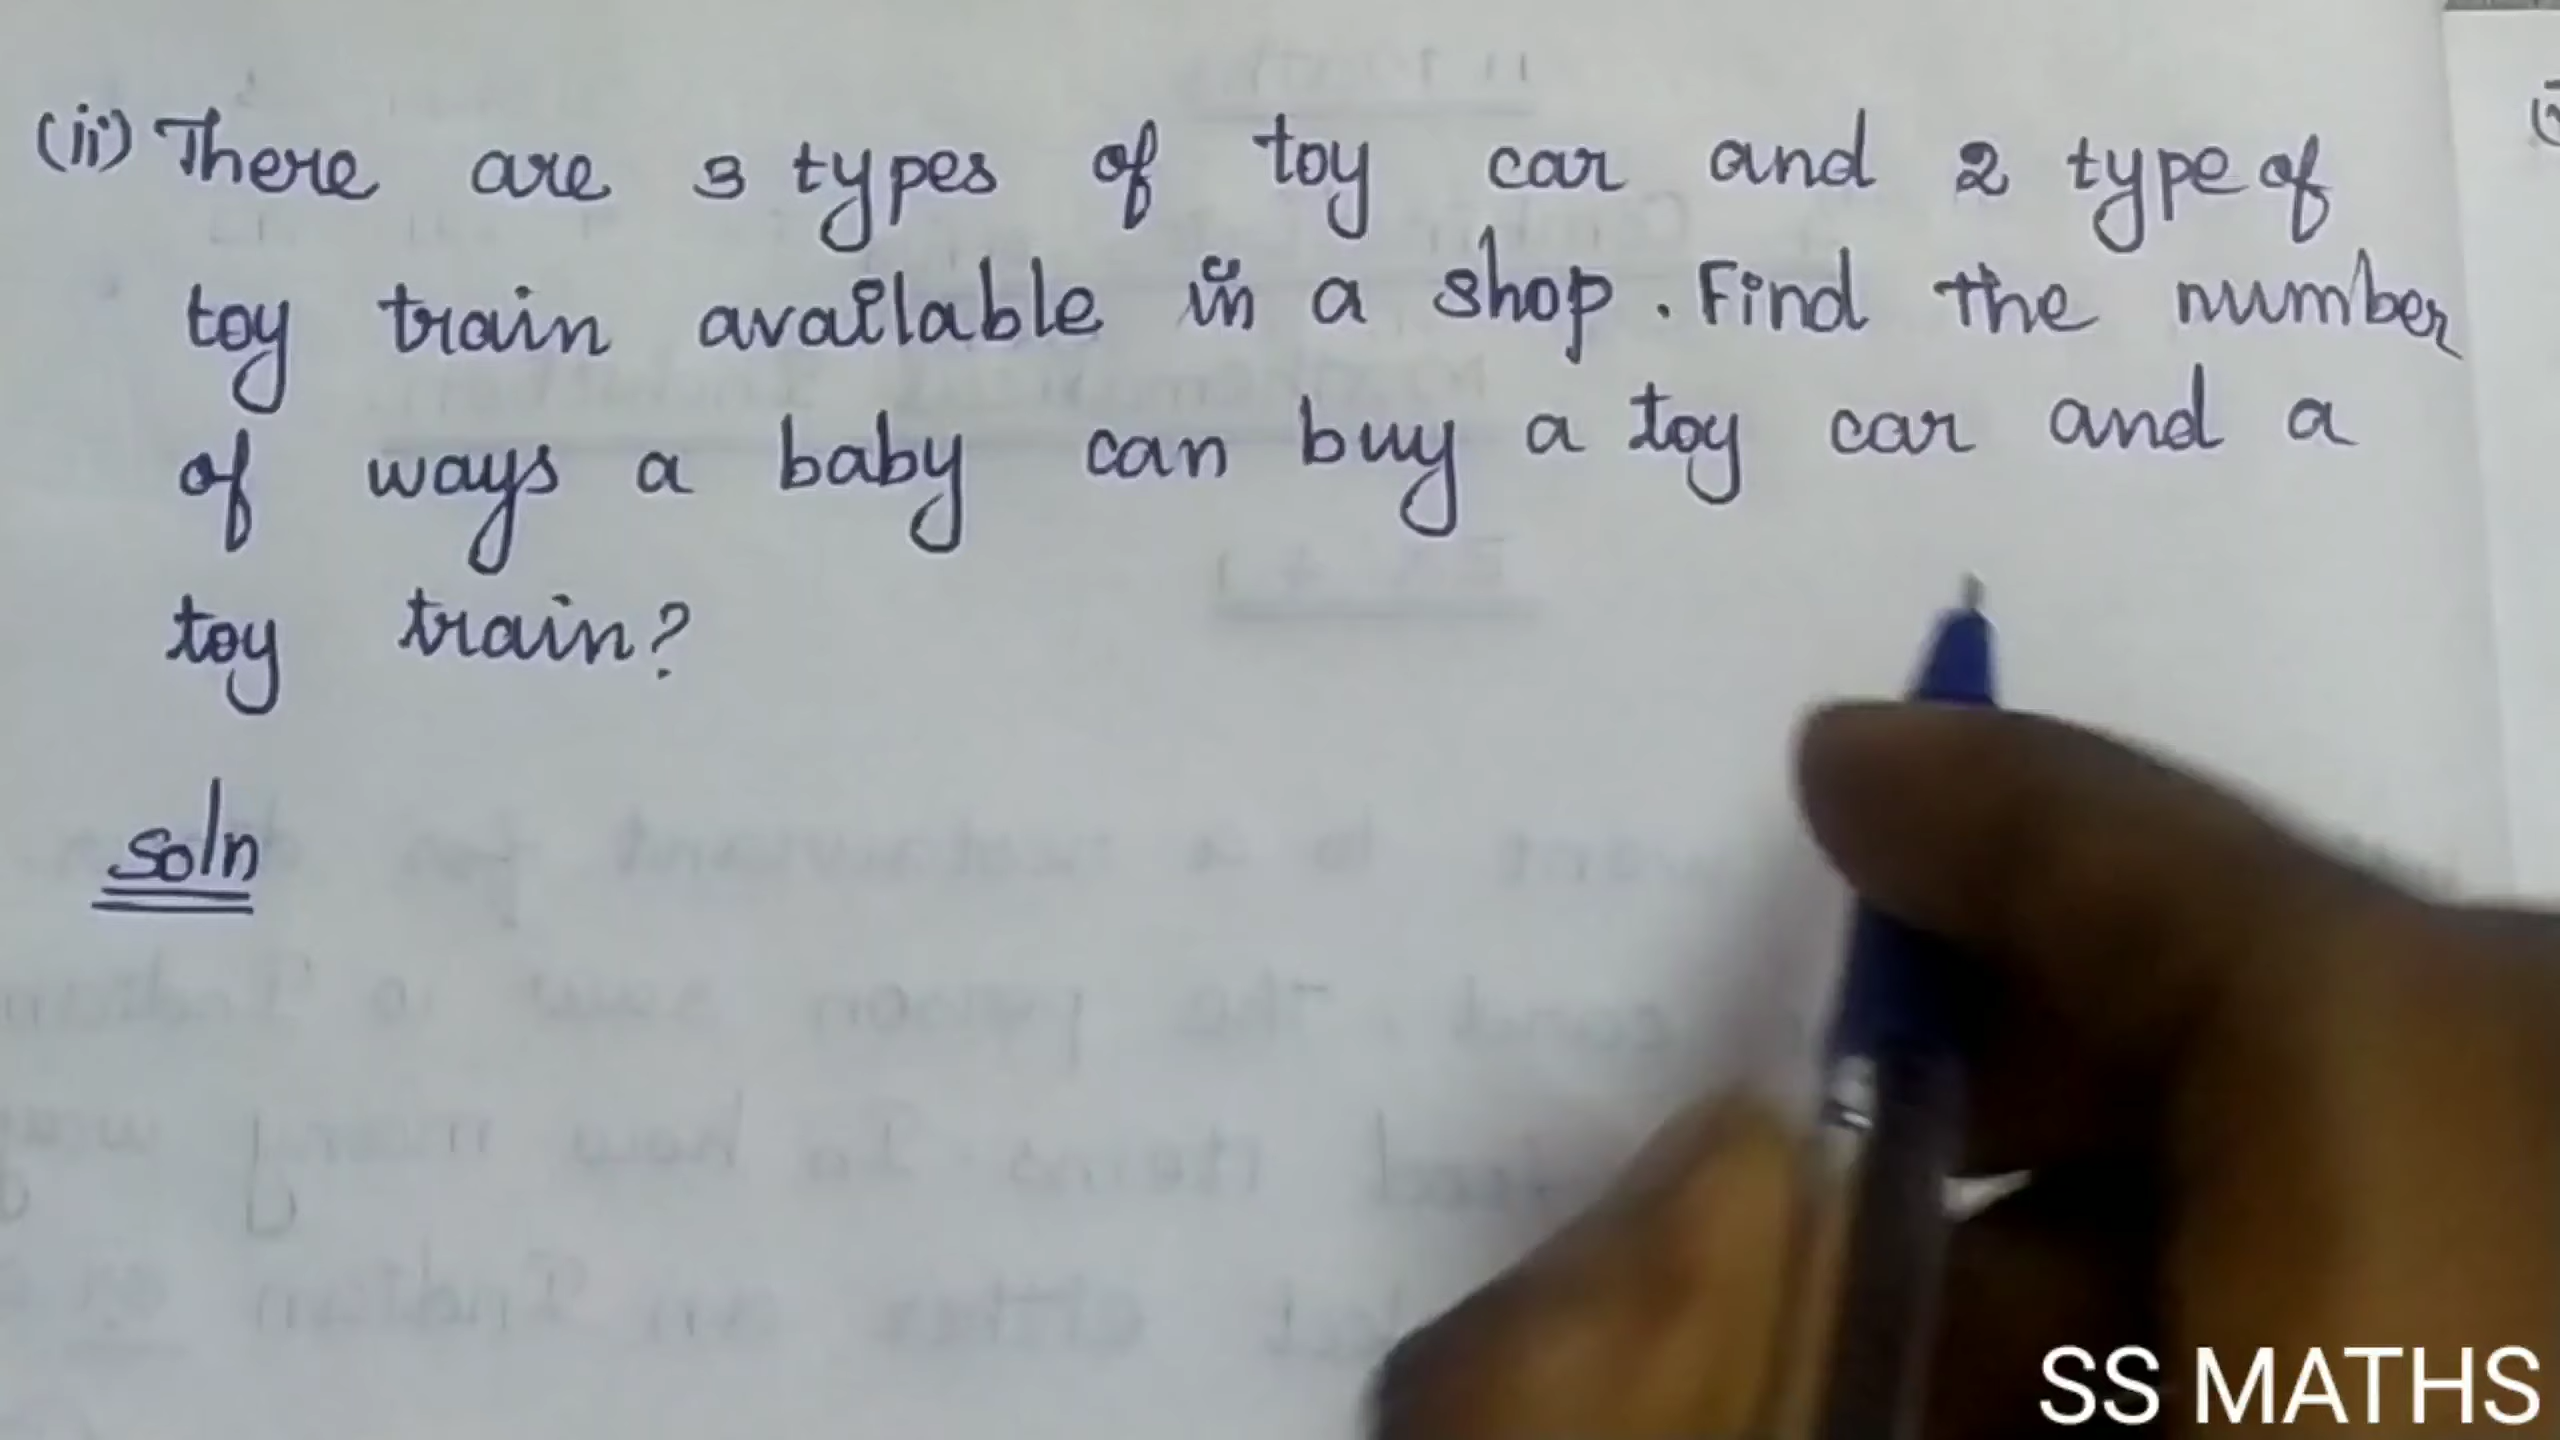 (ii) There are 3 types of toy car and 2 type of
toy train available in a shop. Find the number
of ways a baby can buy a toy car and a
toy train?
soln
SS MATHS